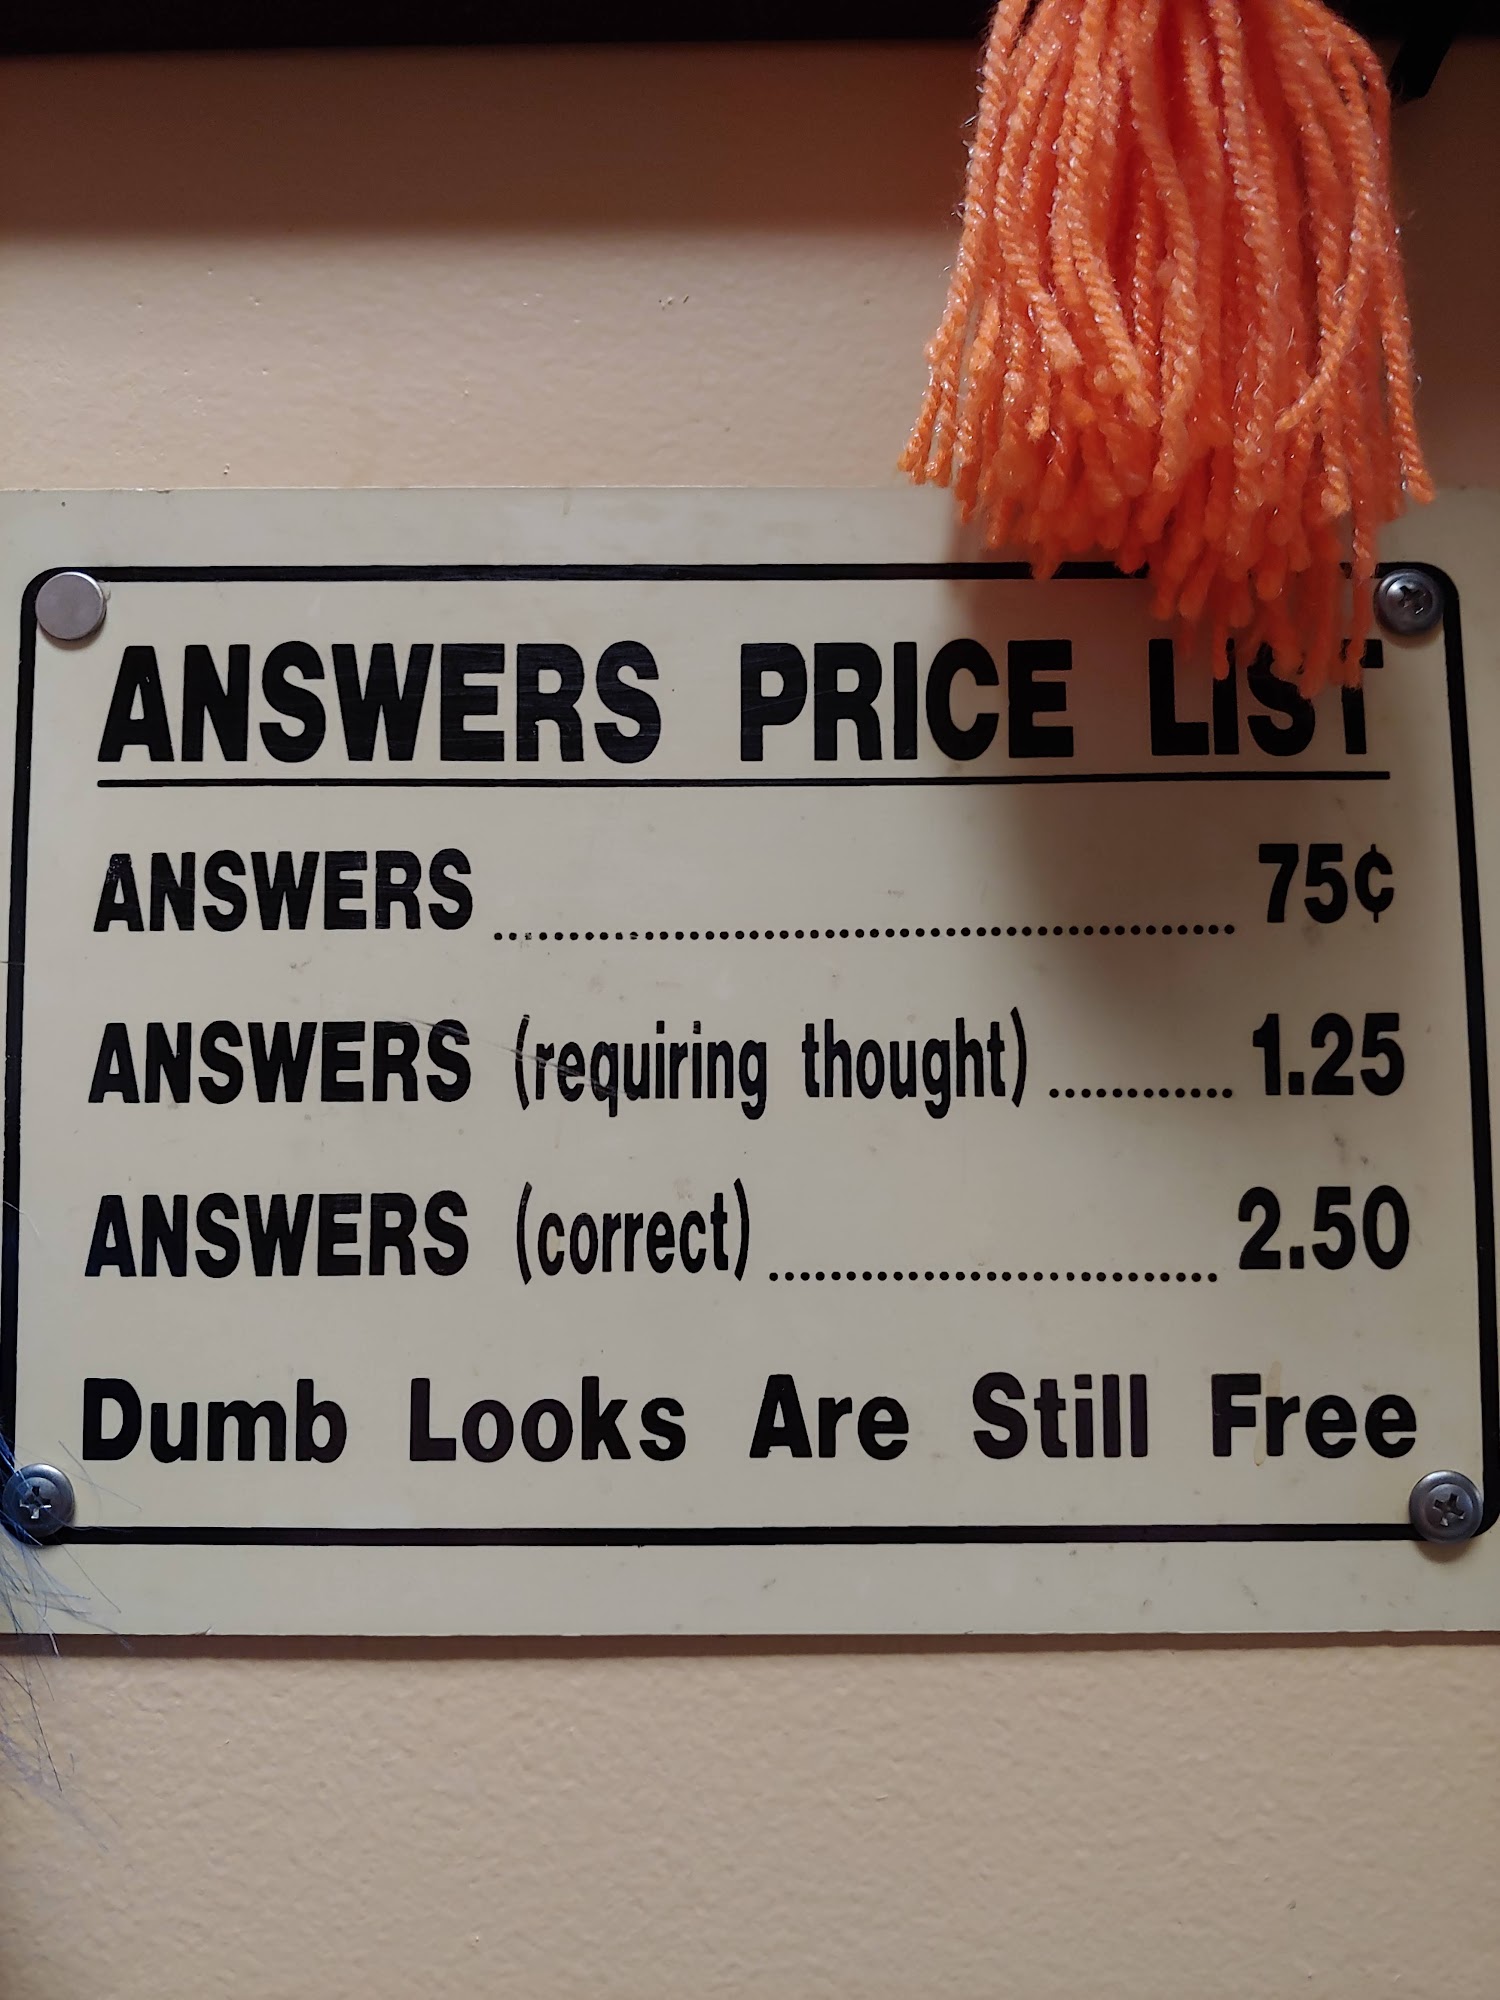 ANSWERS PRICE LIST
ANSWERS ........................................ 75¢
ANSWERS (requiring thought) ............ 1.25
ANSWERS (correct) .............................. 2.50
Dumb Looks Are Still Free